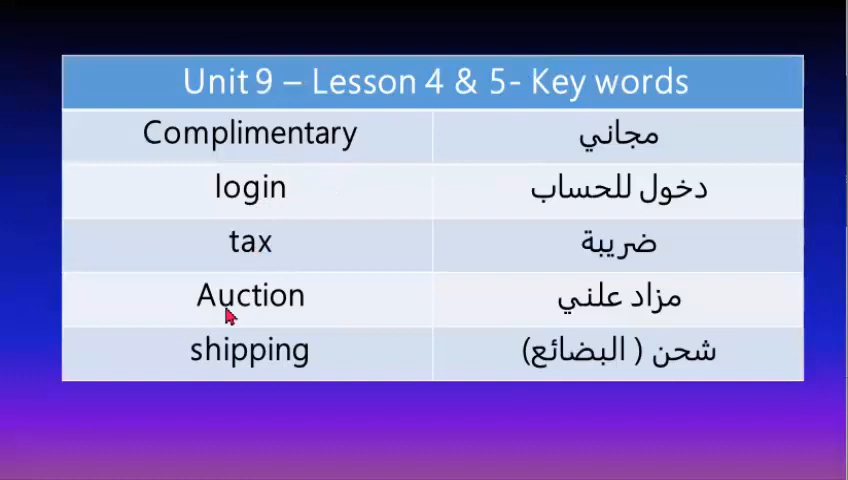 Unit 9 – Lesson 4 & 5- Key words
Complimentary مجاني
login دخول للحساب
tax ضريبة
Auction مزاد علني
shipping شحن ( البضائع)